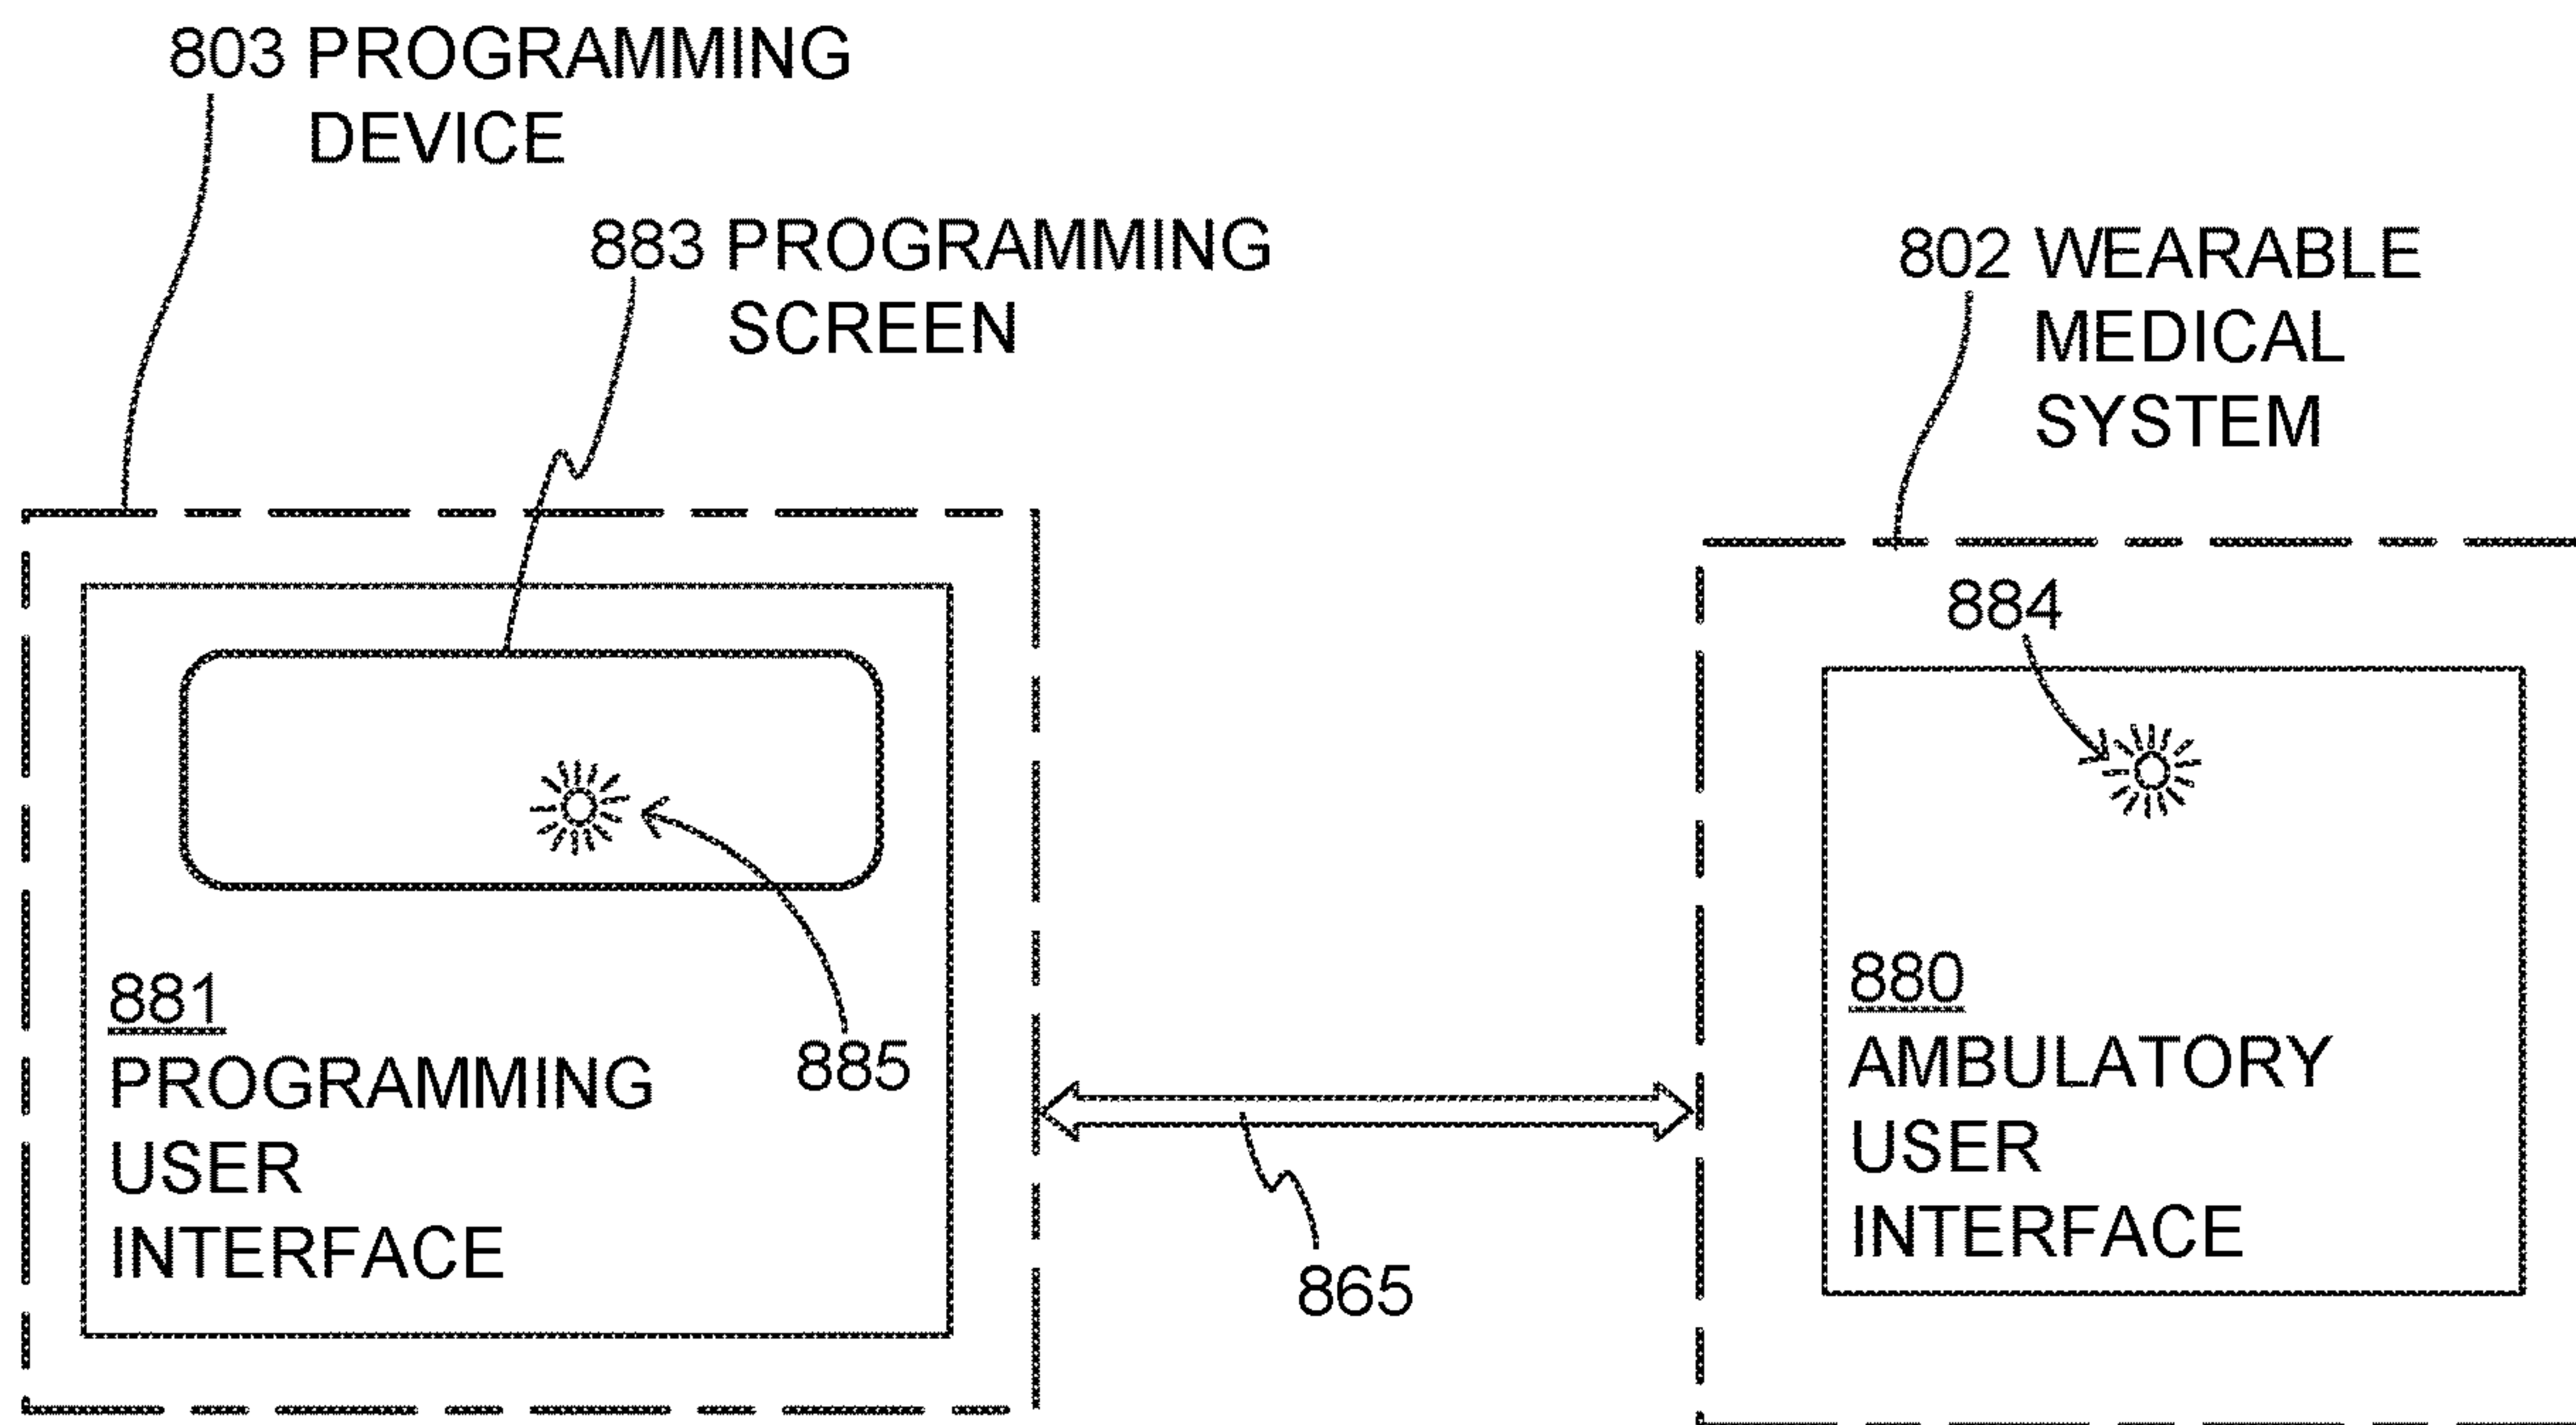 803 PROGRAMMING
DEVICE
883 PROGRAMMING
SCREEN
802 WEARABLE
MEDICAL
SYSTEM
884
885
881
PROGRAMMING
USER
INTERFACE
865
880
AMBULATORY
USER
INTERFACE